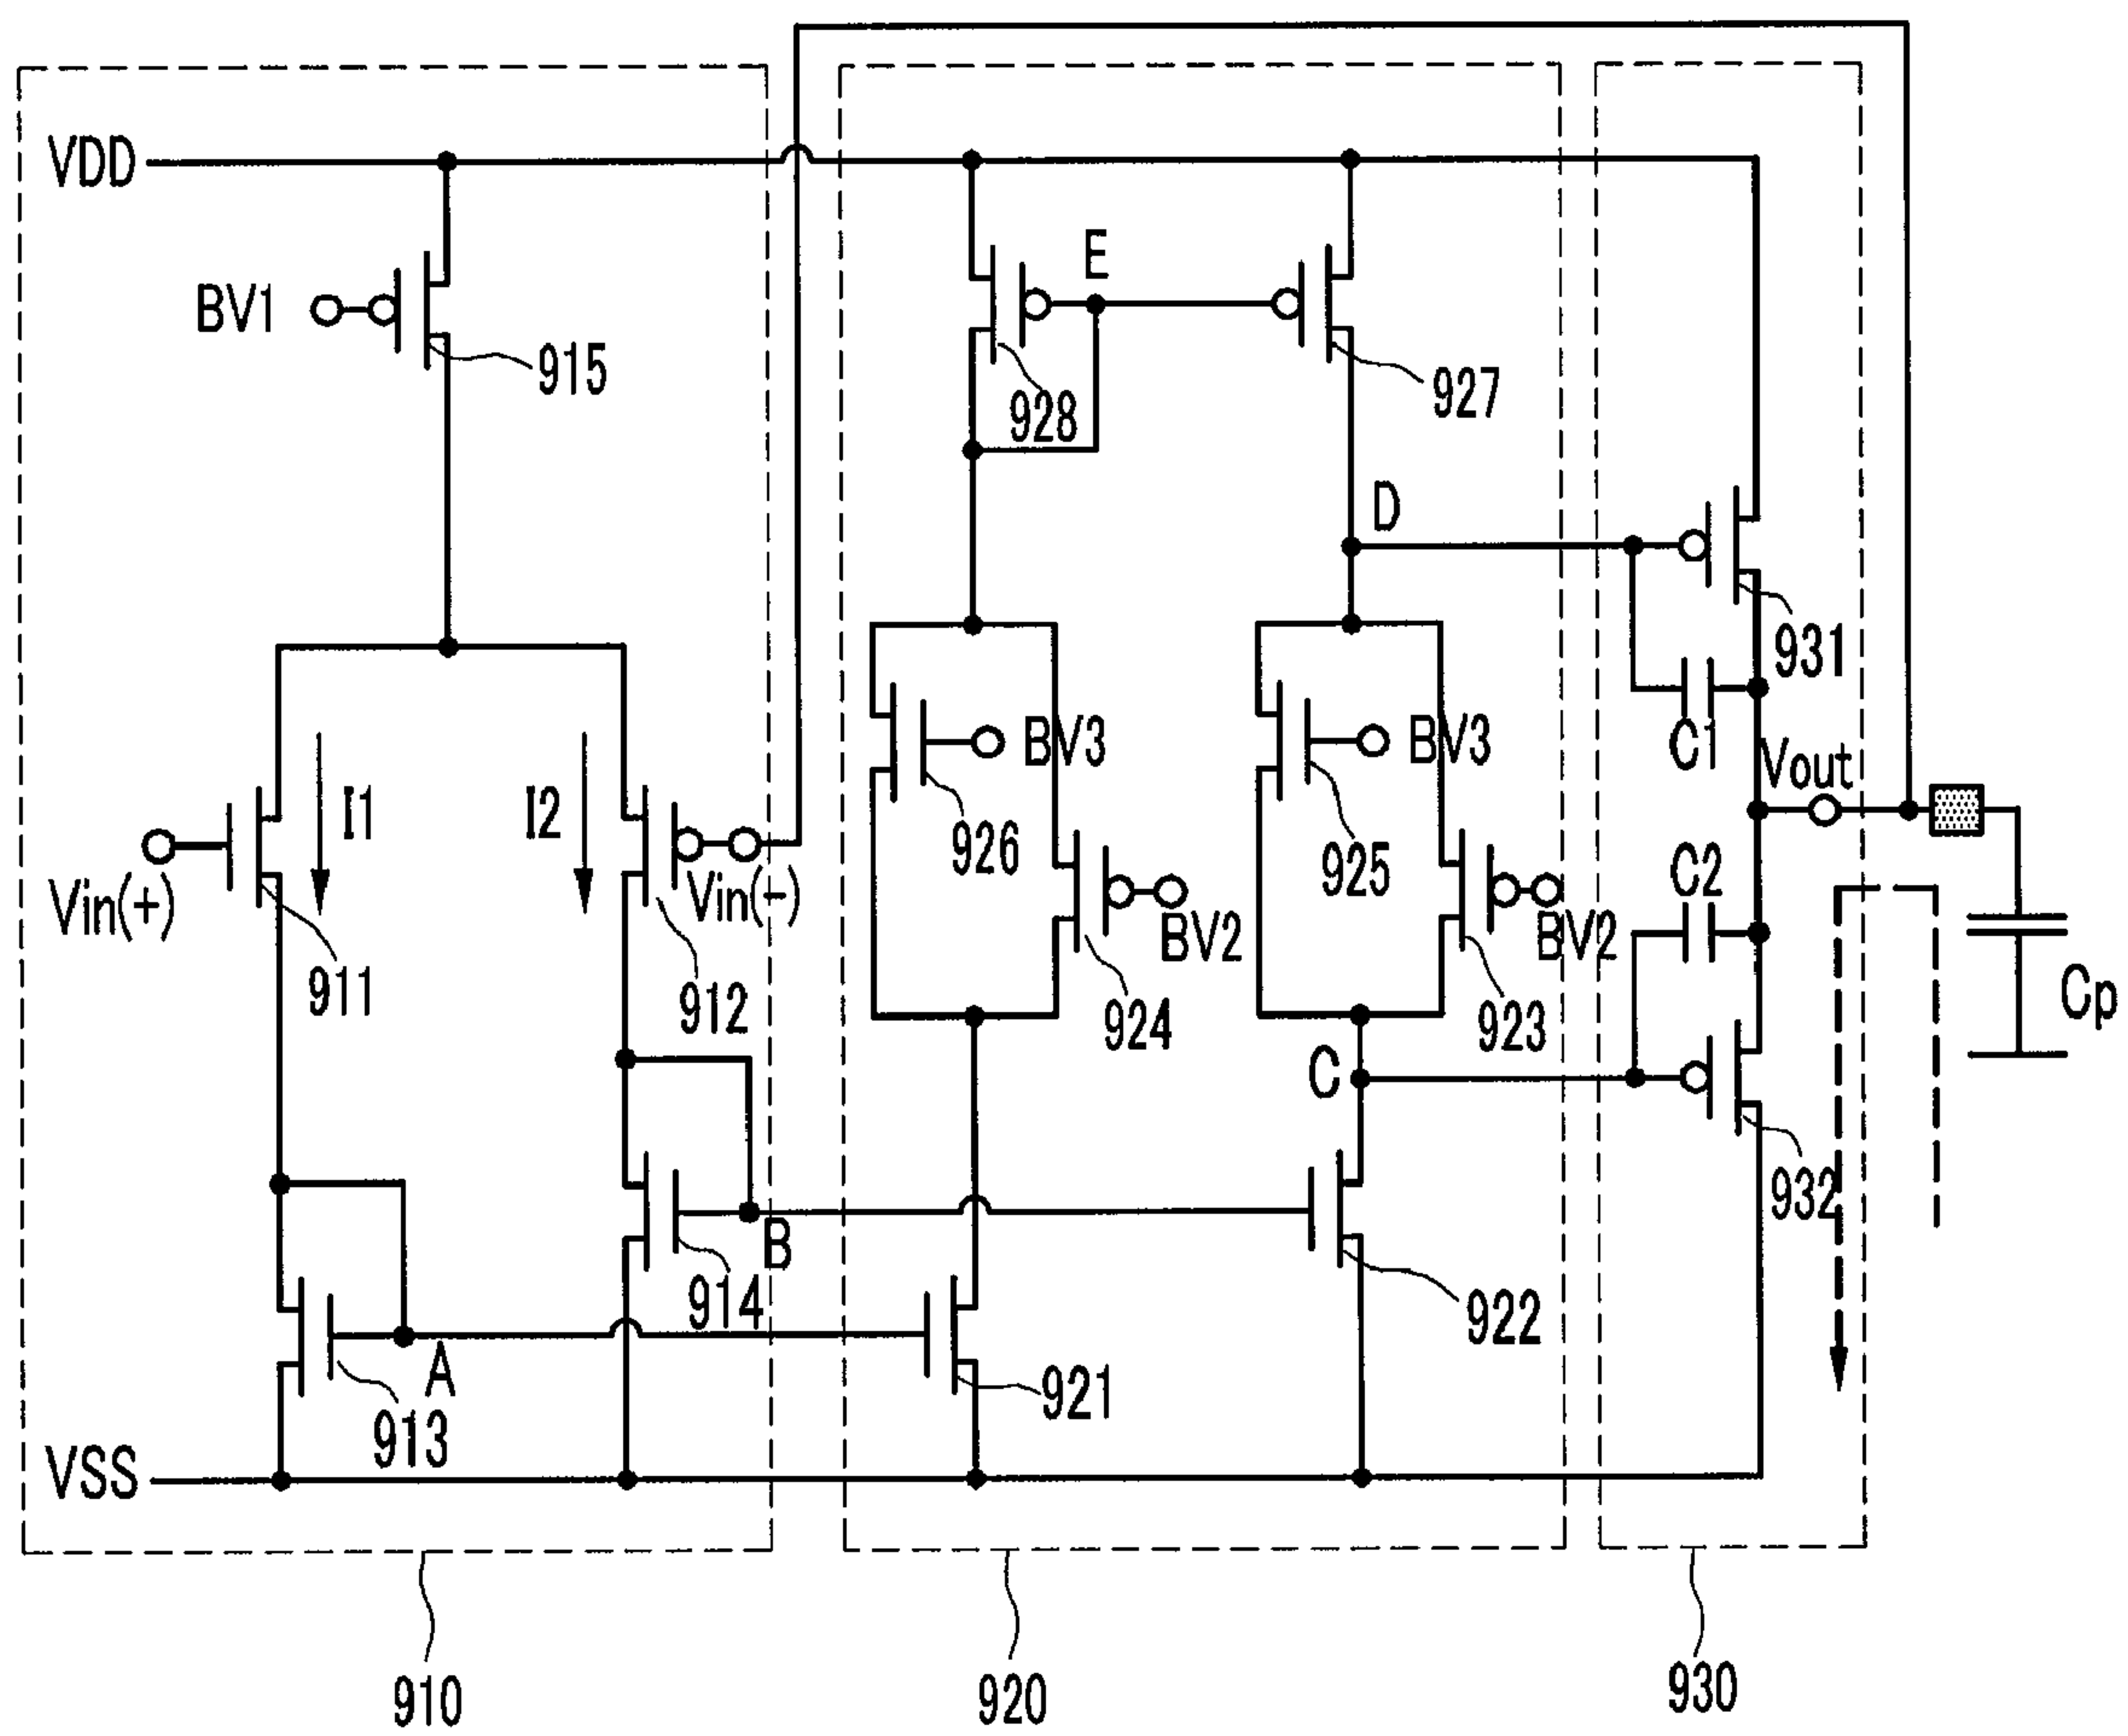 VDD
BV1
915
E
928
927
D
931
C1
Vout
I1
I2
Vin(+)
911
Vin(-)
912
BV3
926
BV2
924
BV3
925
BV2
923
C2
Cp
C
932
B
914
922
A
913
921
VSS
910
920
930